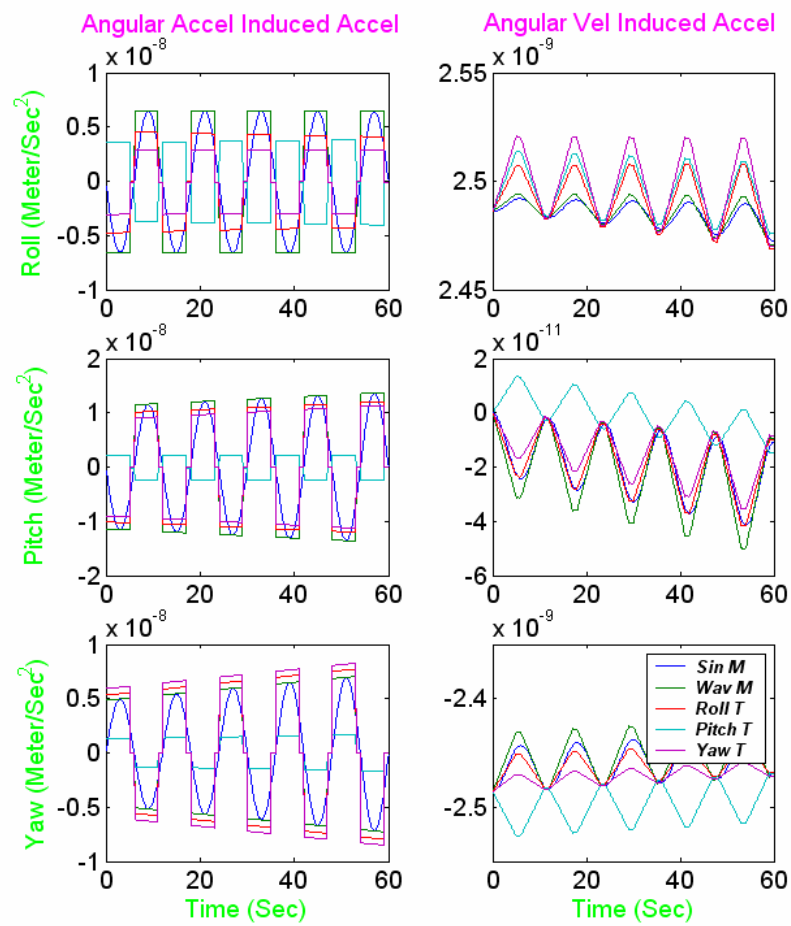 Angular Accel Induced Accel
Angular Vel Induced Accel
x 10^-8
1
0.5
0
-0.5
-1
0 20 40 60
Roll (Meter/Sec^2)
x 10^-9
2.55
2.5
2.45
0 20 40 60
x 10^-8
2
1
0
-1
-2
0 20 40 60
Pitch (Meter/Sec^2)
x 10^-11
2
0
-2
-4
-6
0 20 40 60
x 10^-8
1
0.5
0
-0.5
-1
0 20 40 60
Yaw (Meter/Sec^2)
Time (Sec)
x 10^-9
-2.4
-2.5
0 20 40 60
Time (Sec)
Sin M
Wav M
Roll T
Pitch T
Yaw T